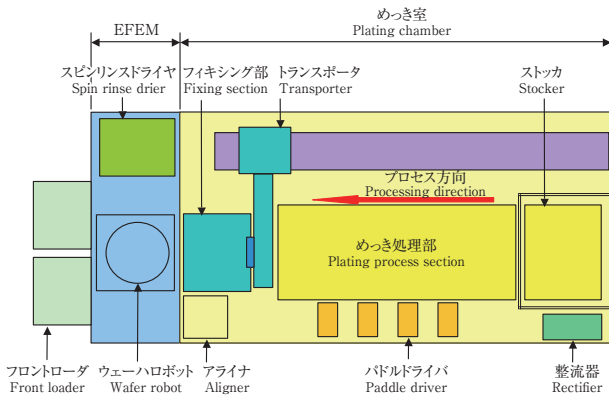 EFEM
めっき室
Plating chamber
スピンリンスドライヤ
Spin rinse drier
フィキシング部
Fixing section
トランスポータ
Transporter
ストッカ
Stocker
プロセス方向
Processing direction
めっき処理部
Plating process section
フロントローダ
Front loader
ウェーハロボット
Wafer robot
アライナ
Aligner
パドルドライバ
Paddle driver
整流器
Rectifier